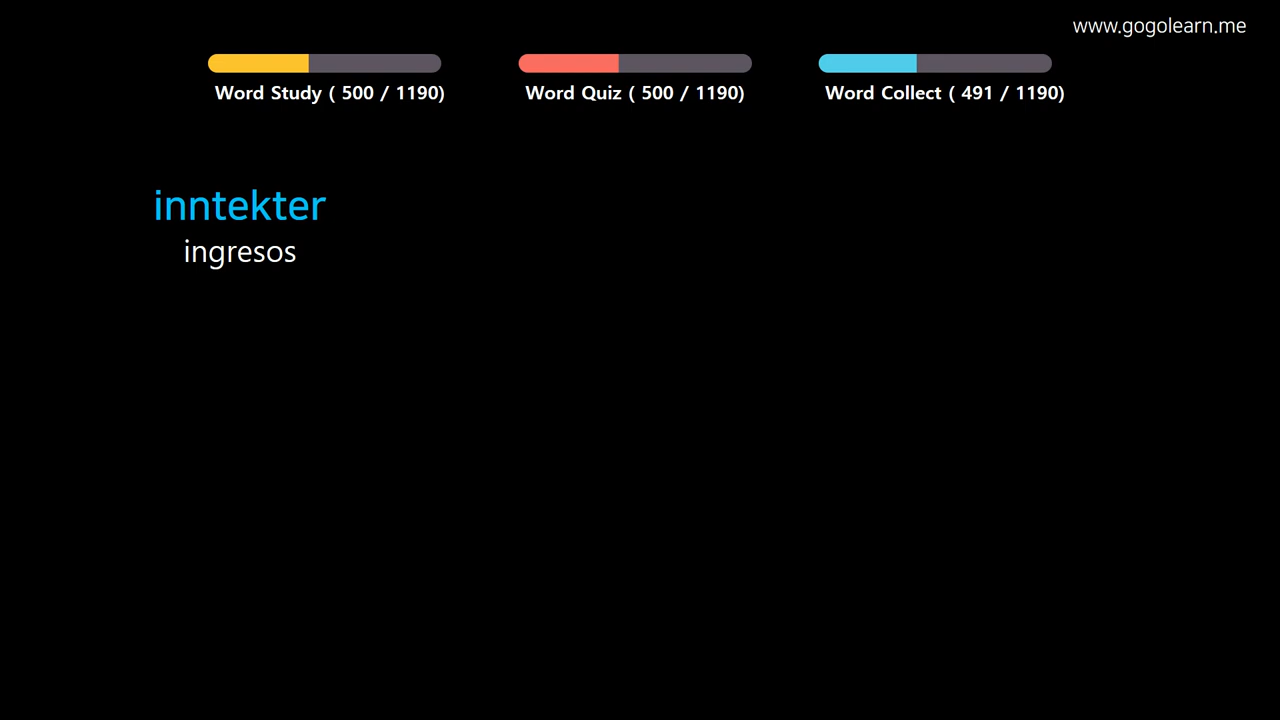 www.gogolearn.me
Word Study ( 500 / 1190)
Word Quiz ( 500 / 1190)
Word Collect ( 491 / 1190)
inntekter
ingresos